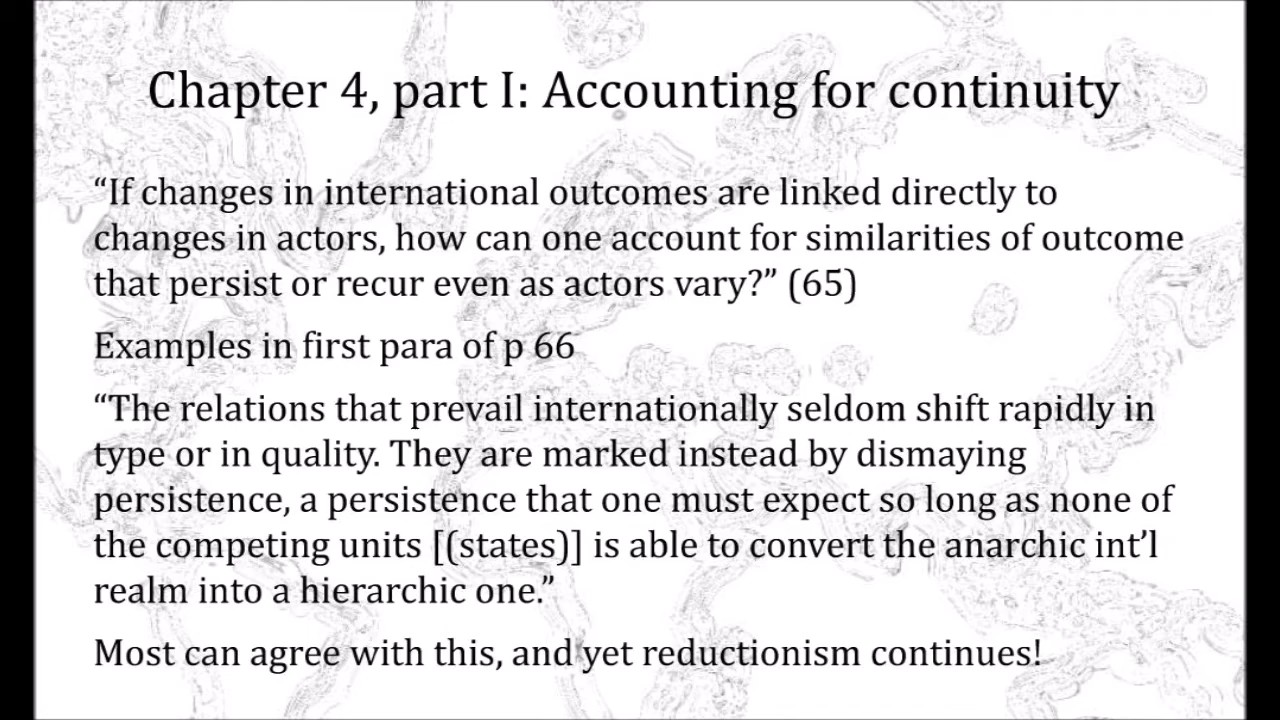 Chapter 4, part I: Accounting for continuity
“If changes in international outcomes are linked directly to
changes in actors, how can one account for similarities of outcome
that persist or recur even as actors vary?” (65)
Examples in first para of p 66
“The relations that prevail internationally seldom shift rapidly in
type or in quality. They are marked instead by dismaying
persistence, a persistence that one must expect so long as none of
the competing units [(states)] is able to convert the anarchic int’l
realm into a hierarchic one.”
Most can agree with this, and yet reductionism continues!